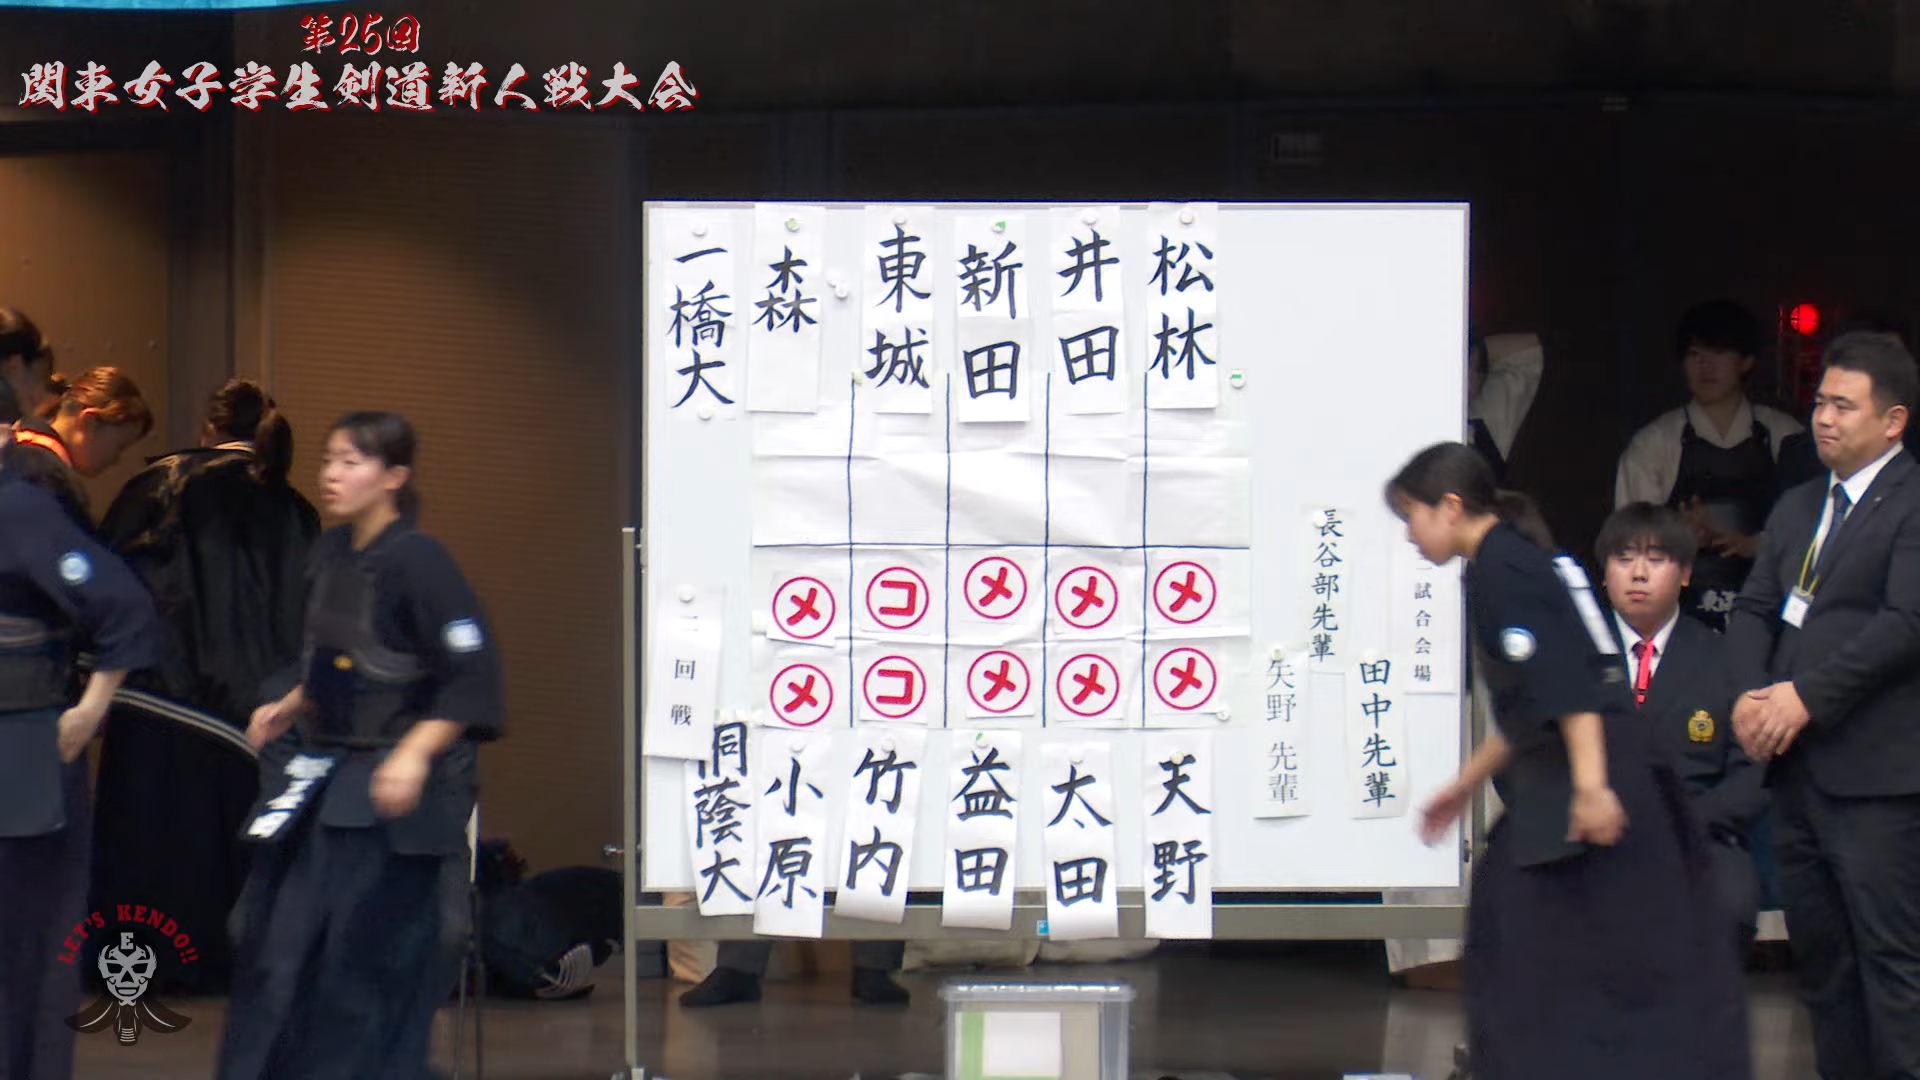 第25回
関東女子学生剣道新人戦大会
一橋大
森
東城
新田
井田
松林
メ コ メ メ メ
メ コ メ メ メ
二回戦
桐蔭大
小原
竹内
益田
太田
天野
長谷部先輩
矢野先輩
田中先輩
試合会場
LET'S KENDO!!
E